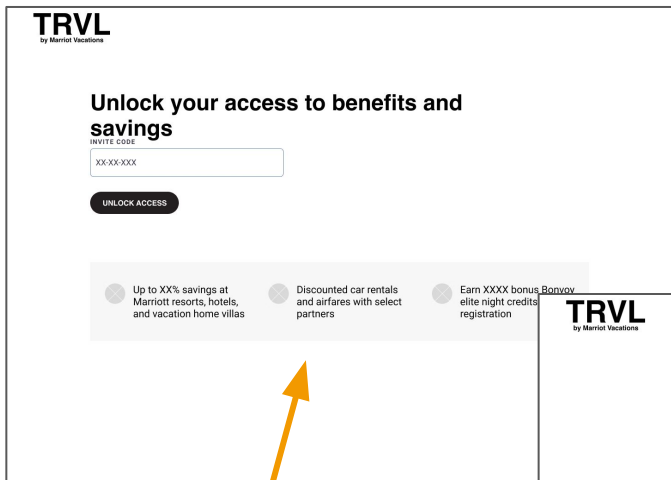 TRVL
by Marriot Vacations
Unlock your access to benefits and
savings
INVITE CODE
XX-XX-XXX
UNLOCK ACCESS
Up to XX% savings at
Marriott resorts, hotels,
and vacation home villas
Discounted car rentals
and airfares with select
partners
Earn XXXX bonus Bonvoy
elite night credits
registration
TRVL
by Marriot Vacations